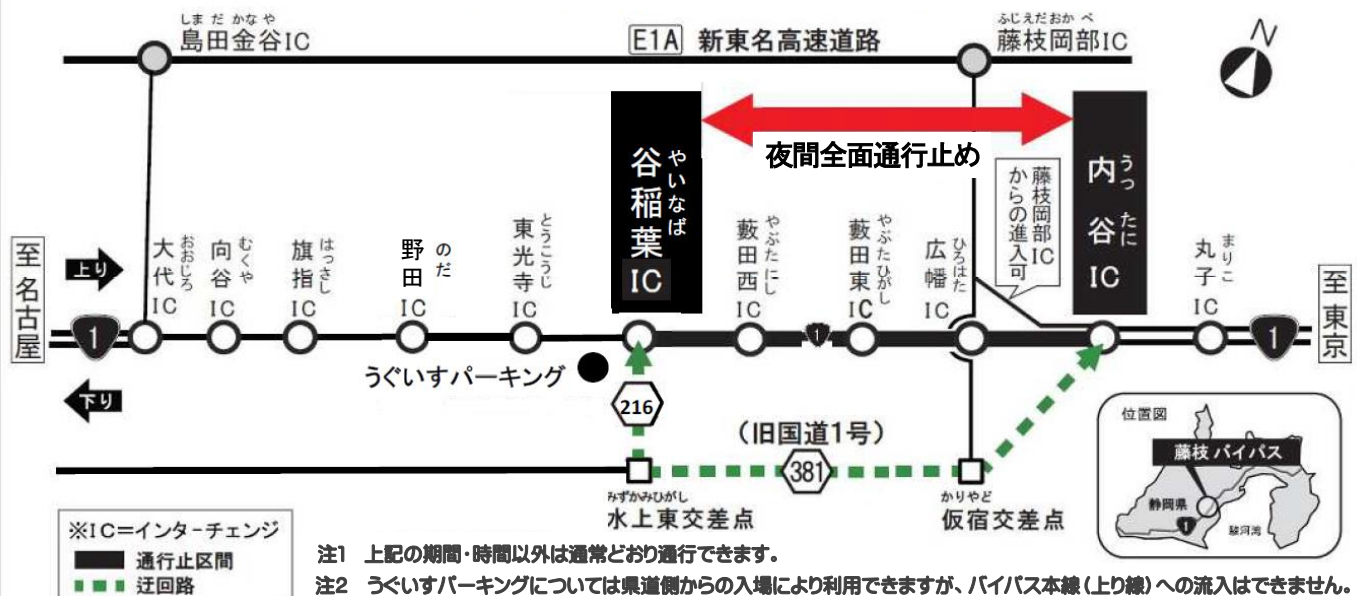 しまだかなや
島田金谷IC
E1A 新東名高速道路
ふじえだおかべ
藤枝岡部IC
N
夜間全面通行止め
谷稲葉IC
やいなば
内谷IC
うつたに
藤枝岡部IC
からの進入可
至名古屋
上り
下り
1
大代IC
おおじろ
向谷IC
むくや
旗指IC
はっさし
野田IC
のだ
東光寺IC
とうこうじ
藪田西IC
やぶたにし
1
藪田東IC
やぶたひがし
広幡IC
ひろはた
丸子IC
まりこ
1
至東京
うぐいすパーキング
216
(旧国道1号)
381
みずかみひがし
水上東交差点
かりやど
仮宿交差点
位置図
藤枝バイパス
静岡県
1
駿河湾
※IC=インターチェンジ
通行止区間
迂回路
注1 上記の期間・時間以外は通常どおり通行できます。
注2 うぐいすパーキングについては県道側からの入場により利用できますが、バイパス本線(上り線)への流入はできません。